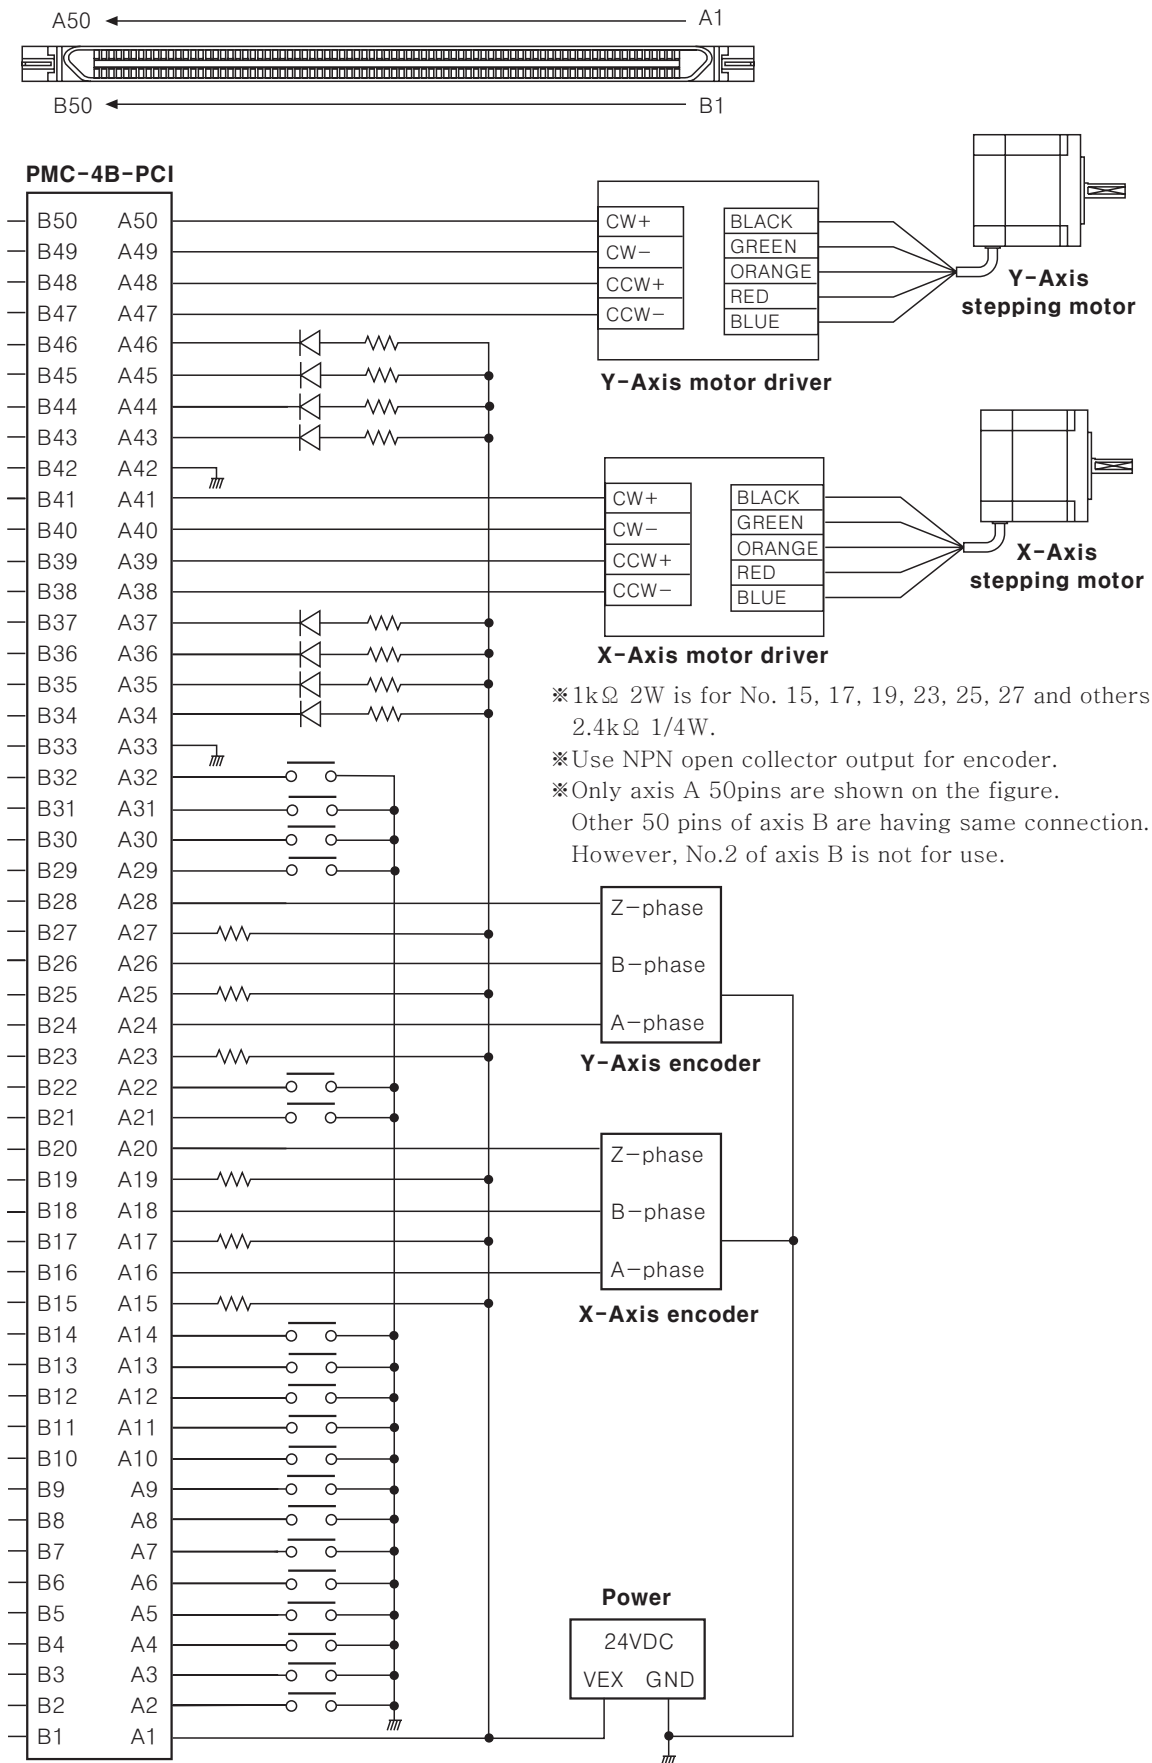 A50 A1
B50 B1
PMC-4B-PCI
B50 A50
B49 A49
B48 A48
B47 A47
B46 A46
B45 A45
B44 A44
B43 A43
B42 A42
B41 A41
B40 A40
B39 A39
B38 A38
B37 A37
B36 A36
B35 A35
B34 A34
B33 A33
B32 A32
B31 A31
B30 A30
B29 A29
B28 A28
B27 A27
B26 A26
B25 A25
B24 A24
B23 A23
B22 A22
B21 A21
B20 A20
B19 A19
B18 A18
B17 A17
B16 A16
B15 A15
B14 A14
B13 A13
B12 A12
B11 A11
B10 A10
B9 A9
B8 A8
B7 A7
B6 A6
B5 A5
B4 A4
B3 A3
B2 A2
B1 A1
CW+
CW-
CCW+
CCW-
BLACK
GREEN
ORANGE
RED
BLUE
Y-Axis motor driver
Y-Axis
stepping motor
CW+
CW-
CCW+
CCW-
BLACK
GREEN
ORANGE
RED
BLUE
X-Axis motor driver
X-Axis
stepping motor
※1kΩ 2W is for No. 15, 17, 19, 23, 25, 27 and others
2.4kΩ 1/4W.
※Use NPN open collector output for encoder.
※Only axis A 50pins are shown on the figure.
Other 50 pins of axis B are having same connection.
However, No.2 of axis B is not for use.
Z-phase
B-phase
A-phase
Y-Axis encoder
Z-phase
B-phase
A-phase
X-Axis encoder
Power
24VDC
VEX GND